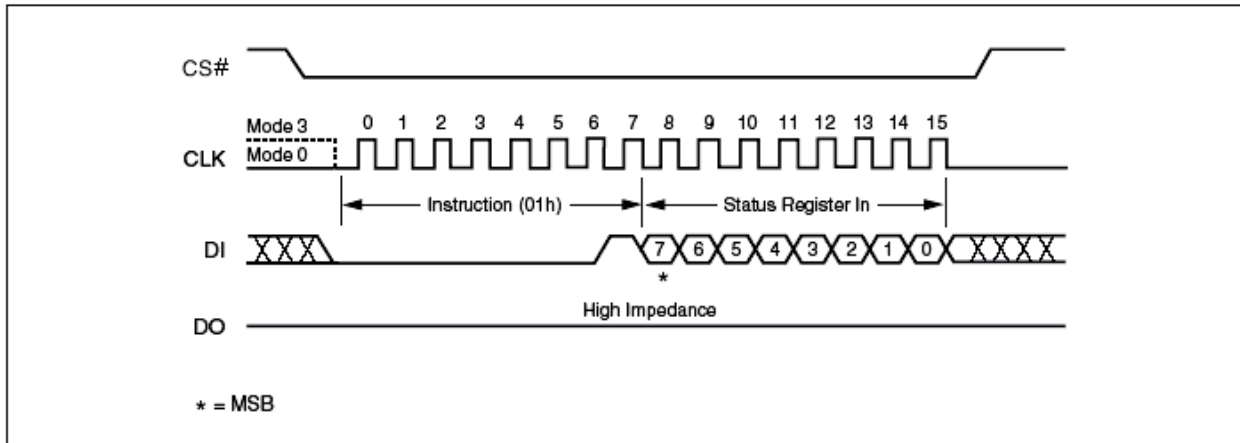 CS#
Mode 3
0 1 2 3 4 5 6 7 8 9 10 11 12 13 14 15
CLK
Mode 0
Instruction (01h)
Status Register In
DI
7 6 5 4 3 2 1 0
*
High Impedance
DO
* = MSB